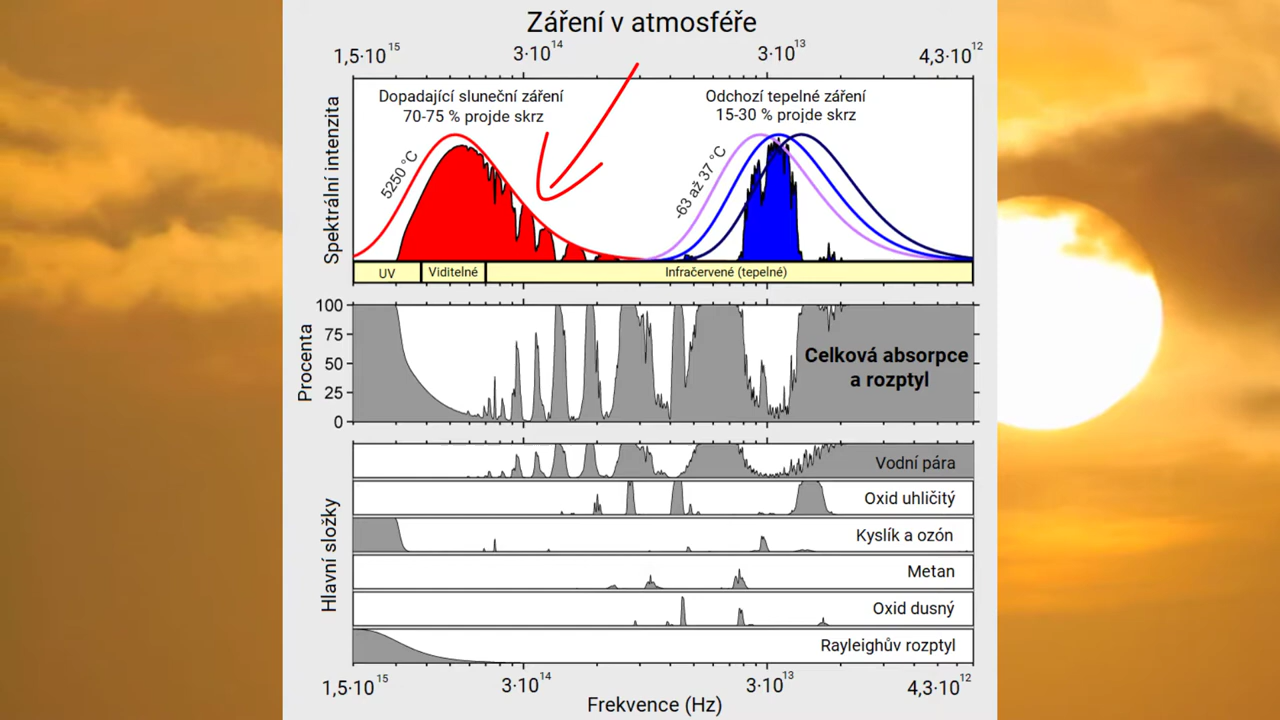 Záření v atmosféře
1,5·10¹⁵ 3·10¹⁴ 3·10¹³ 4,3·10¹²
Dopadající sluneční záření
70-75 % projde skrz
Odchozí tepelné záření
15-30 % projde skrz
5250 °C
-63 až 37 °C
Spektrální intenzita
UV Viditelné Infračervené (tepelné)
100
75
50
25
0
Procenta
Celková absorpce
a rozptyl
Hlavní složky
Vodní pára
Oxid uhličitý
Kyslík a ozón
Metan
Oxid dusný
Rayleighův rozptyl
1,5·10¹⁵ 3·10¹⁴ 3·10¹³ 4,3·10¹²
Frekvence (Hz)